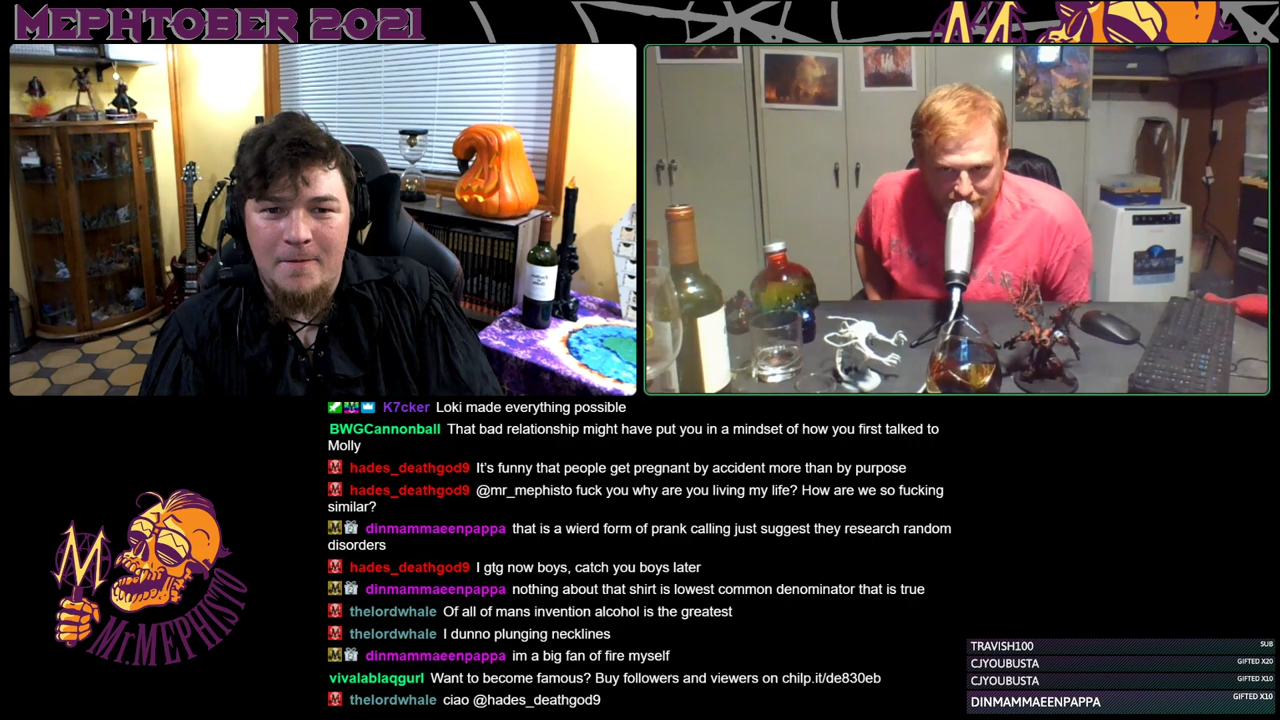 MEPHTOBER 2021
K7cker Loki made everything possible
BWGCannonball That bad relationship might have put you in a mindset of how you first talked to
Molly
hades_deathgod9 It's funny that people get pregnant by accident more than by purpose
hades_deathgod9 @mr_mephisto fuck you why are you living my life? How are we so fucking
similar?
dinmammaeenpappa that is a wierd form of prank calling just suggest they research random
disorders
hades_deathgod9 I gtg now boys, catch you boys later
dinmammaeenpappa nothing about that shirt is lowest common denominator that is true
thelordwhale Of all of mans invention alcohol is the greatest
thelordwhale I dunno plunging necklines
dinmammaeenpappa im a big fan of fire myself
vivalablaqgurl Want to become famous? Buy followers and viewers on chilp.it/de830eb
thelordwhale ciao @hades_deathgod9
M
Mr.MEPHISTO
TRAVISH100 SUB
CJYOUBUSTA GIFTED X20
CJYOUBUSTA GIFTED X10
DINMAMMAEENPAPPA GIFTED X10